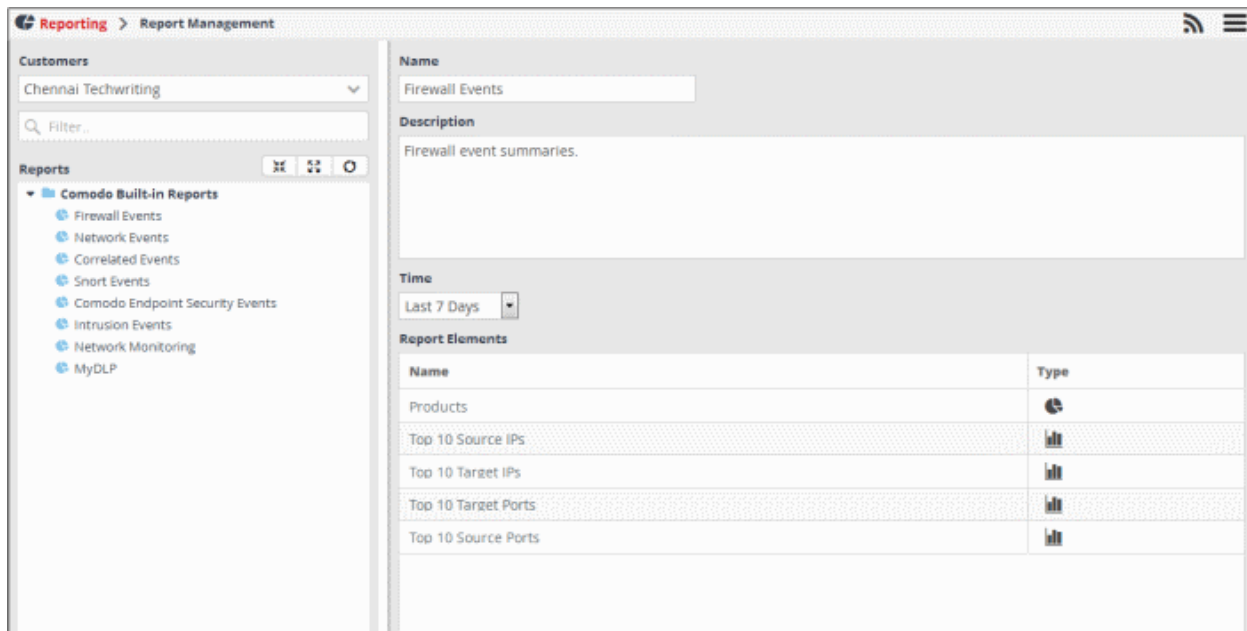 Reporting > Report Management
Customers
Chennai Techwriting
Filter..
Reports
Comodo Built-in Reports
Firewall Events
Network Events
Correlated Events
Snort Events
Comodo Endpoint Security Events
Intrusion Events
Network Monitoring
MyDLP
Name
Firewall Events
Description
Firewall event summaries.
Time
Last 7 Days
Report Elements
Name Type
Products
Top 10 Source IPs
Top 10 Target IPs
Top 10 Target Ports
Top 10 Source Ports